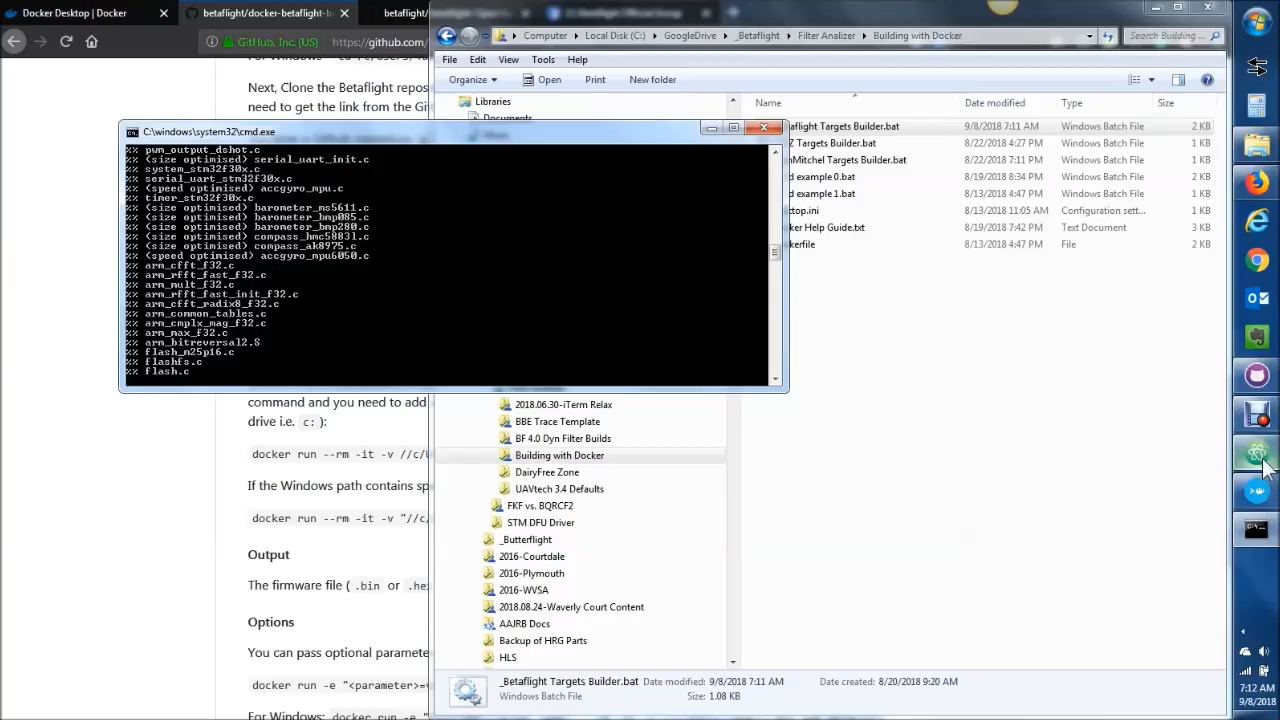 Docker Desktop | Docker
betaflight/docker-betaflight-b
betaflight/
GitHub, Inc. (US)
https://github.com/
Next, Clone the Betaflight repos
need to get the link from the Gi
command and you need to add
drive i.e. c: ):
docker run --rm -it -v //c/U
If the Windows path contains sp
docker run --rm -it -v "//c/
Output
The firmware file ( .bin or .he
Options
You can pass optional paramete
docker run -e "<parameter>=v
For Windows: docker run -e "
C:\windows\system32\cmd.exe
%% pwm_output_dshot.c
%% (size optimised) serial_uart_init.c
%% system_stm32f30x.c
%% serial_uart_stm32f30x.c
%% (speed optimised) accgyro_mpu.c
%% timer_stm32f30x.c
%% (size optimised) barometer_ms5611.c
%% (size optimised) barometer_bmp085.c
%% (size optimised) barometer_bmp280.c
%% (size optimised) compass_hmc5883l.c
%% (size optimised) compass_ak8975.c
%% (speed optimised) accgyro_mpu6050.c
%% arm_cfft_f32.c
%% arm_rfft_fast_f32.c
%% arm_mult_f32.c
%% arm_rfft_fast_init_f32.c
%% arm_cfft_radix8_f32.c
%% arm_common_tables.c
%% arm_cmplx_mag_f32.c
%% arm_max_f32.c
%% arm_bitreversal2.S
%% flash_m25p16.c
%% flashfs.c
%% flash.c
Computer ▸ Local Disk (C:) ▸ GoogleDrive ▸ _Betaflight ▸ Filter Analizer ▸ Building with Docker
Search Building ...
File Edit View Tools Help
Organize Open Print New folder
Libraries
Documents
Name Date modified Type Size
aflight Targets Builder.bat 9/8/2018 7:11 AM Windows Batch File 2 KB
Z Targets Builder.bat 8/22/2018 4:27 PM Windows Batch File 2 KB
nMitchel Targets Builder.bat 8/22/2018 7:11 PM Windows Batch File 2 KB
d example 0.bat 8/19/2018 8:34 PM Windows Batch File 1 KB
d example 1.bat 8/13/2018 4:47 PM Windows Batch File 1 KB
ktop.ini 8/13/2018 11:05 AM Configuration sett... 1 KB
ker Help Guide.txt 8/19/2018 7:42 PM Text Document 3 KB
kerfile 8/13/2018 4:47 PM File 2 KB
2018.06.30-iTerm Relax
BBE Trace Template
BF 4.0 Dyn Filter Builds
Building with Docker
DairyFree Zone
UAVtech 3.4 Defaults
FKF vs. BQRCF2
STM DFU Driver
_Butterflight
2016-Courtdale
2016-Plymouth
2016-WVSA
2018.08.24-Waverly Court Content
AAJRB Docs
Backup of HRG Parts
HLS
_Betaflight Targets Builder.bat Date modified: 9/8/2018 7:11 AM Date created: 8/20/2018 9:20 AM
Windows Batch File Size: 1.08 KB
7:12 AM
9/8/2018